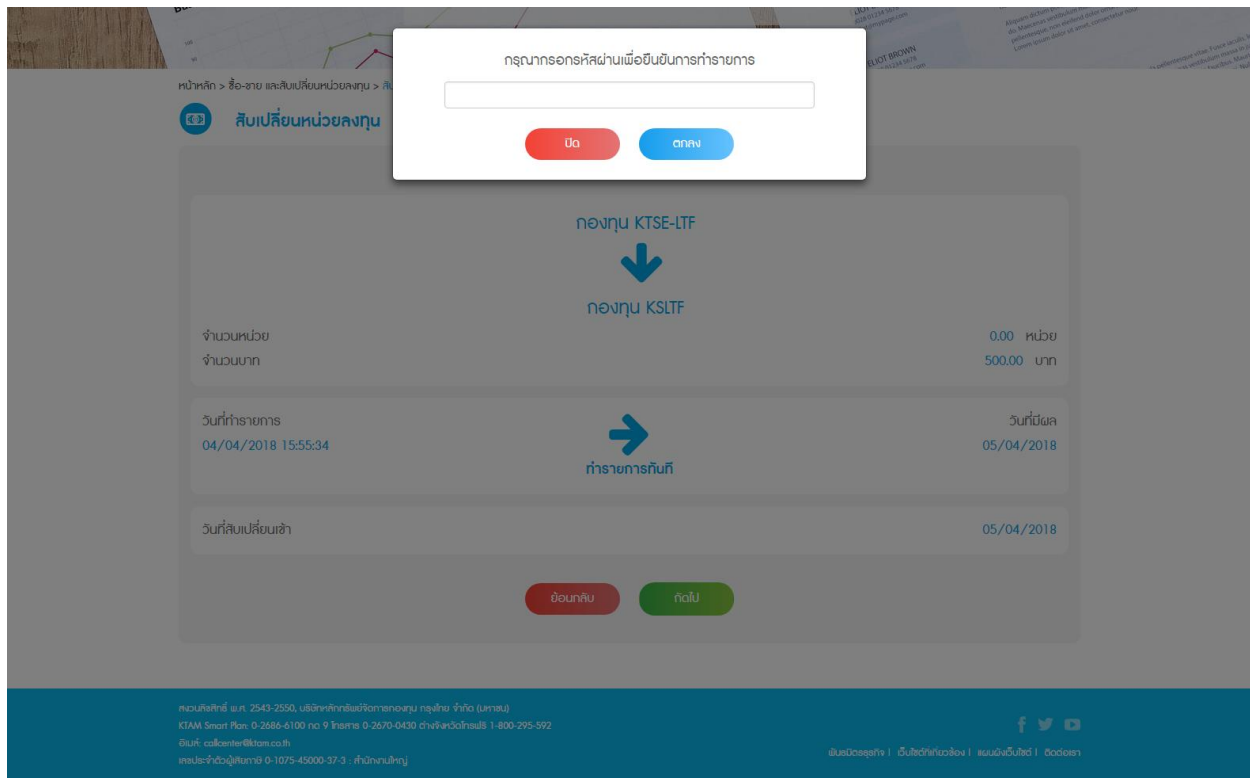 กรุณากรอกรหัสผ่านเพื่อยืนยันการทำรายการ
ปิด ตกลง
ELIOT BROWN
หน้าหลัก > ซื้อ-ขาย และสับเปลี่ยนหน่วยลงทุน >
สับเปลี่ยนหน่วยลงทุน
กองทุน KTSE-LTF
กองทุน KSLTF
จำนวนหน่วย 0.00 หน่วย
จำนวนบาท 500.00 บาท
วันที่ทำรายการ วันที่มีผล
04/04/2018 15:55:34 05/04/2018
ทำรายการทันที
วันที่สับเปลี่ยนเข้า 05/04/2018
ย้อนกลับ ถัดไป
สงวนลิขสิทธิ์ พ.ศ. 2543-2550, บริษัทหลักทรัพย์จัดการกองทุน กรุงไทย จำกัด (มหาชน)
KTAM Smart Plan: 0-2686-6100 กด 9 โทรสาร 0-2670-0430 ต่างจังหวัดโทรฟรี 1-800-295-592
อีเมล์: callcenter@ktam.co.th
เลขประจำตัวผู้เสียภาษี 0-1075-45000-37-3 : สำนักงานใหญ่
พันธมิตรธุรกิจ | เว็บไซต์ที่เกี่ยวข้อง | แผนผังเว็บไซต์ | ติดต่อเรา